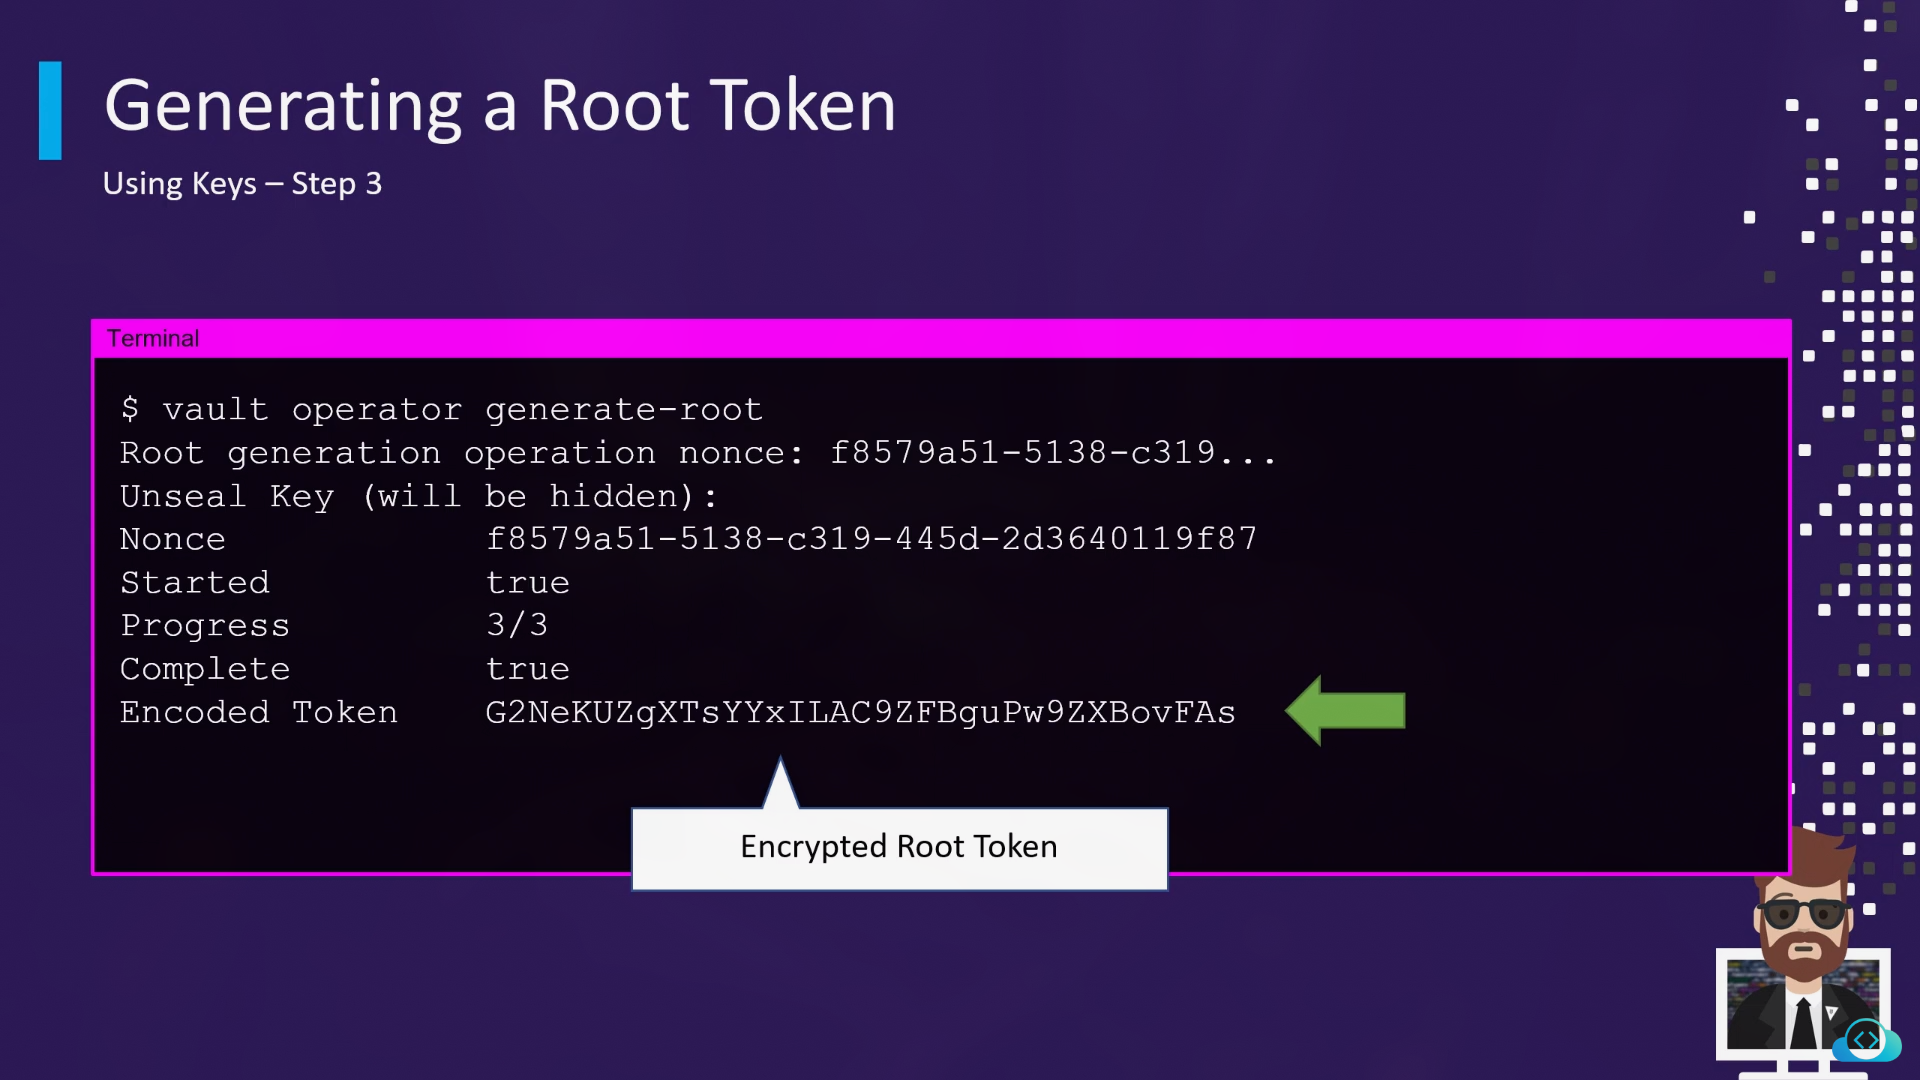 Generating a Root Token
Using Keys – Step 3
Terminal
$ vault operator generate-root
Root generation operation nonce: f8579a51-5138-c319...
Unseal Key (will be hidden):
Nonce f8579a51-5138-c319-445d-2d3640119f87
Started true
Progress 3/3
Complete true
Encoded Token G2NeKUZgXTsYYxILAC9ZFBguPw9ZXBovFAs
Encrypted Root Token